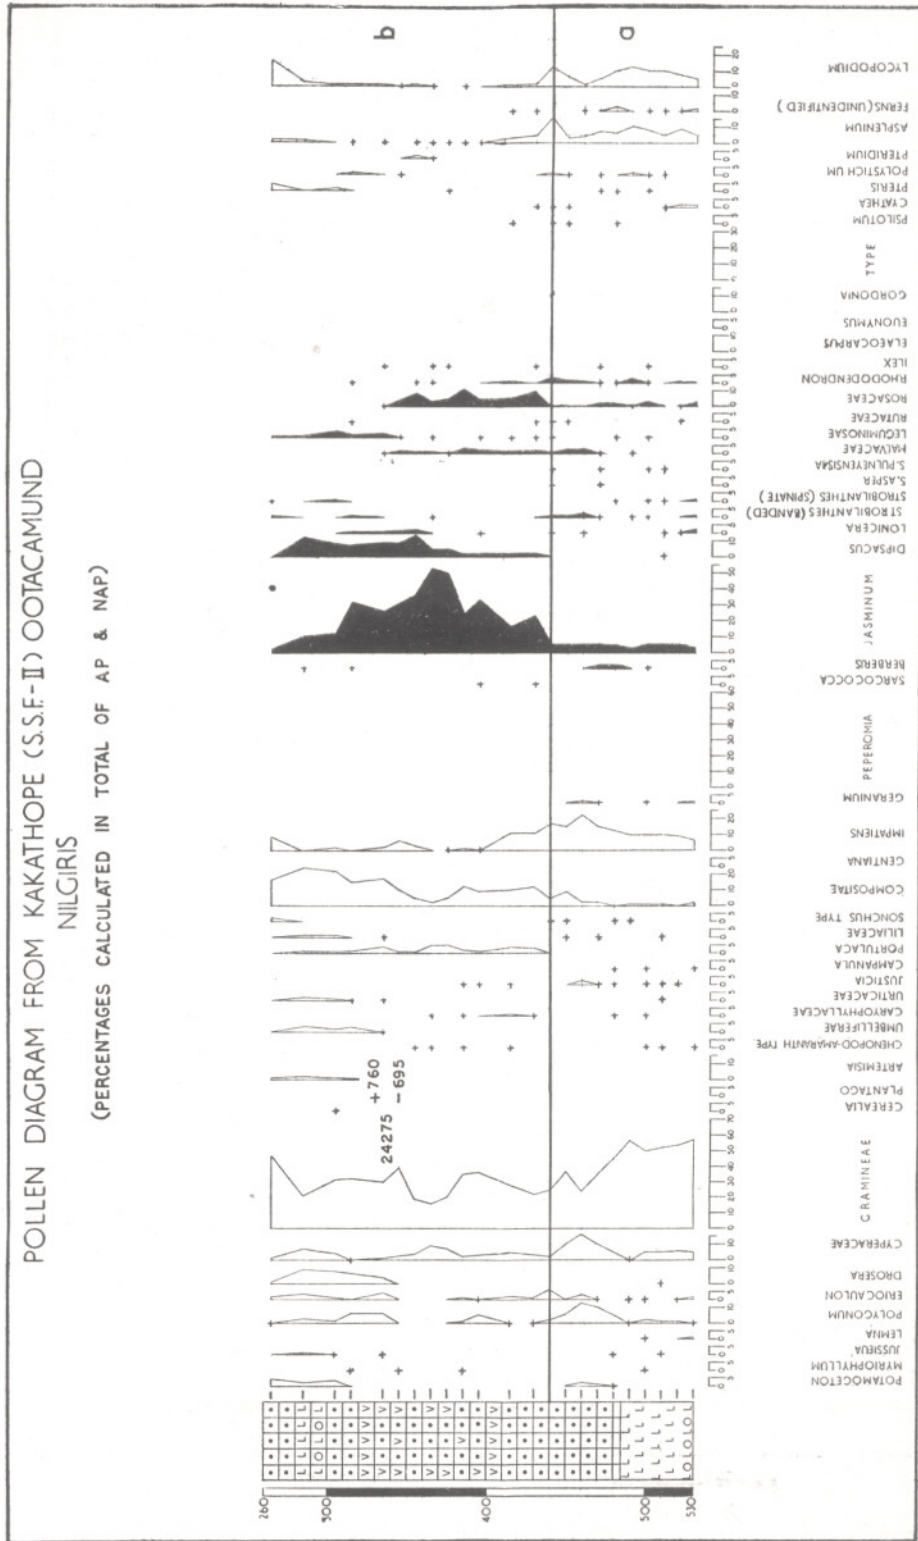 POLLEN DIAGRAM FROM KAKATHOPE (S.S.F.-II) OOTACAMUND
NILGIRIS
(PERCENTAGES CALCULATED IN TOTAL OF AP & NAP)
b
a
LYCOPODIUM
FERNS (UNIDENTIFIED)
ASPLENIUM
PTERIDIUM
POLYSTICHUM
PTERIS
CYATHEA
PSILOTUM
TYPE
GORDONIA
EUONYMUS
ELAEOCARPUS
ILEX
RHODODENDRON
ROSACEAE
RUTACEAE
LEGUMINOSAE
MALVACEAE
S. PULNEYENSISA
S. ASPER
STROBILANTHES (SPINATE)
STROBILANTHES (BANDED)
LONICERA
DIPSACUS
JASMINUM
BERBERIS
SARCOCOCCA
PEPEROMIA
GERANIUM
IMPATIENS
GENTIANA
COMPOSITAE
SONCHUS TYPE
LILIACEAE
PORTULACA
CAMPANULA
JUSTICIA
URTICACEAE
CARYOPHYLLACEAE
UMBELLIFERAE
CHENOPOD-AMARANTH TYPE
ARTEMISIA
PLANTAGO
CEREALIA
24275 +760
-695
GRAMINEAE
CYPERACEAE
DROSERA
ERIOCAULON
POLYGONUM
LEMNA
JUSSIEUA
MYRIOPHYLLUM
POTAMOGETON
260
300
400
500
530